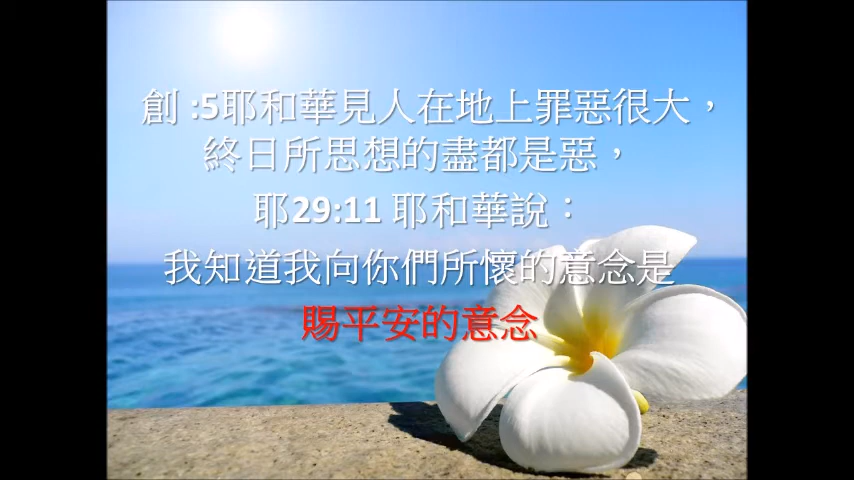 創 :5耶和華見人在地上罪惡很大，
終日所思想的盡都是惡，
耶29:11 耶和華說：
我知道我向你們所懷的意念是
賜平安的意念